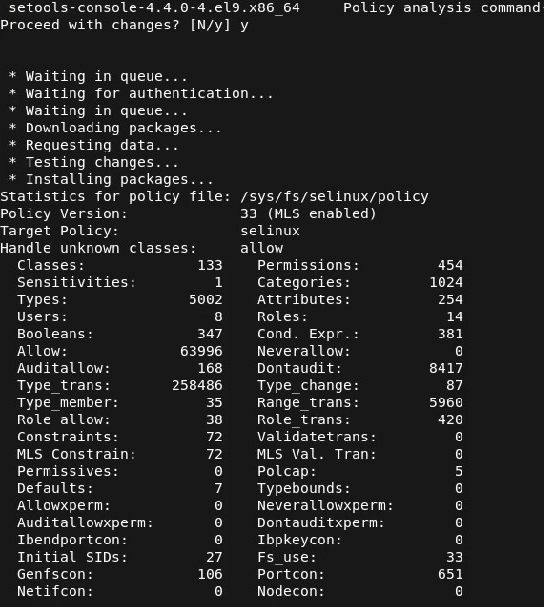 setools-console-4.4.0-4.el9.x86_64     Policy analysis command-
Proceed with changes? [N/y] y
* Waiting in queue...
* Waiting for authentication...
* Waiting in queue...
* Downloading packages...
* Requesting data...
* Testing changes...
* Installing packages...
Statistics for policy file: /sys/fs/selinux/policy
Policy Version:             33 (MLS enabled)
Target Policy:              selinux
Handle unknown classes:     allow
  Classes:             133    Permissions:         454
  Sensitivities:         1    Categories:         1024
  Types:              5002    Attributes:          254
  Users:                 8    Roles:                14
  Booleans:            347    Cond. Expr.:         381
  Allow:             63996    Neverallow:            0
  Auditallow:          168    Dontaudit:          8417
  Type_trans:       258486    Type_change:          87
  Type_member:          35    Range_trans:        5960
  Role allow:           38    Role_trans:          420
  Constraints:          72    Validatetrans:         0
  MLS Constrain:        72    MLS Val. Tran:         0
  Permissives:           0    Polcap:                5
  Defaults:              7    Typebounds:            0
  Allowxperm:            0    Neverallowxperm:       0
  Auditallowxperm:       0    Dontauditxperm:        0
  Ibendportcon:          0    Ibpkeycon:             0
  Initial SIDs:         27    Fs_use:               33
  Genfscon:            106    Portcon:             651
  Netifcon:              0    Nodecon:               0